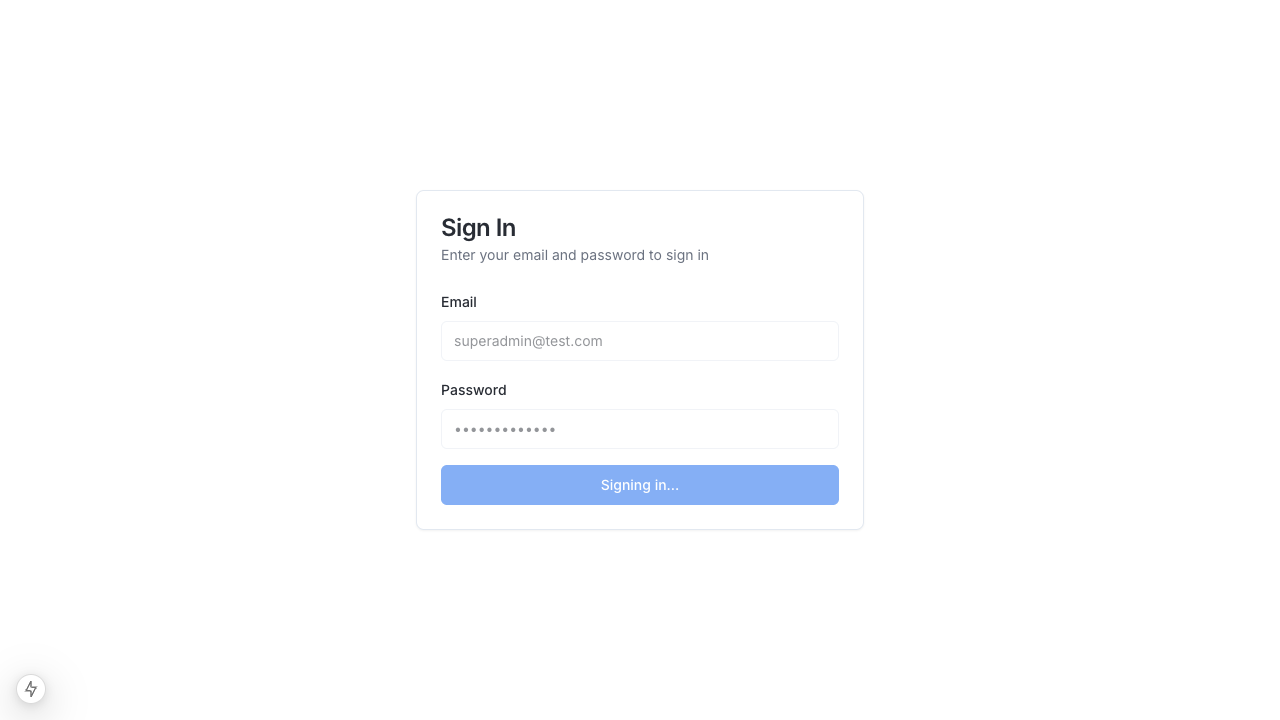 Sign In
Enter your email and password to sign in
Email
superadmin@test.com
Password
•••••••••••••
Signing in...